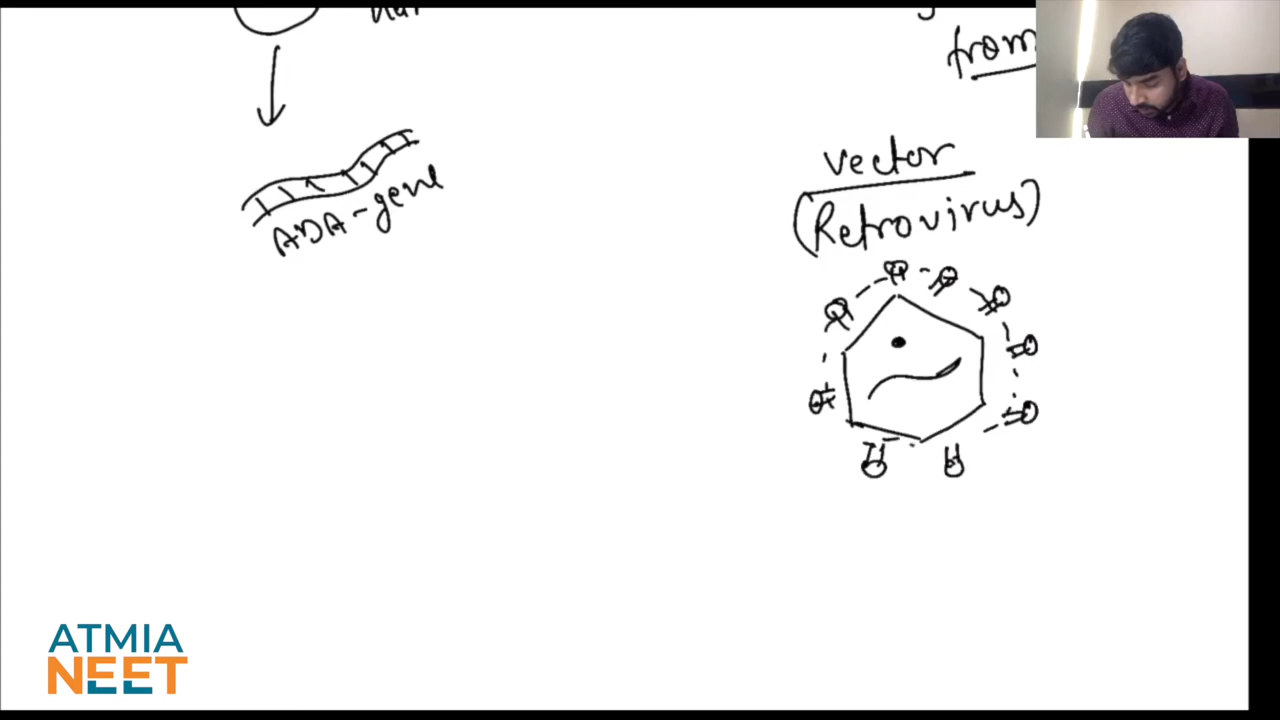 from
ADA-gene
vector
(Retrovirus)
ATMIA
NEET